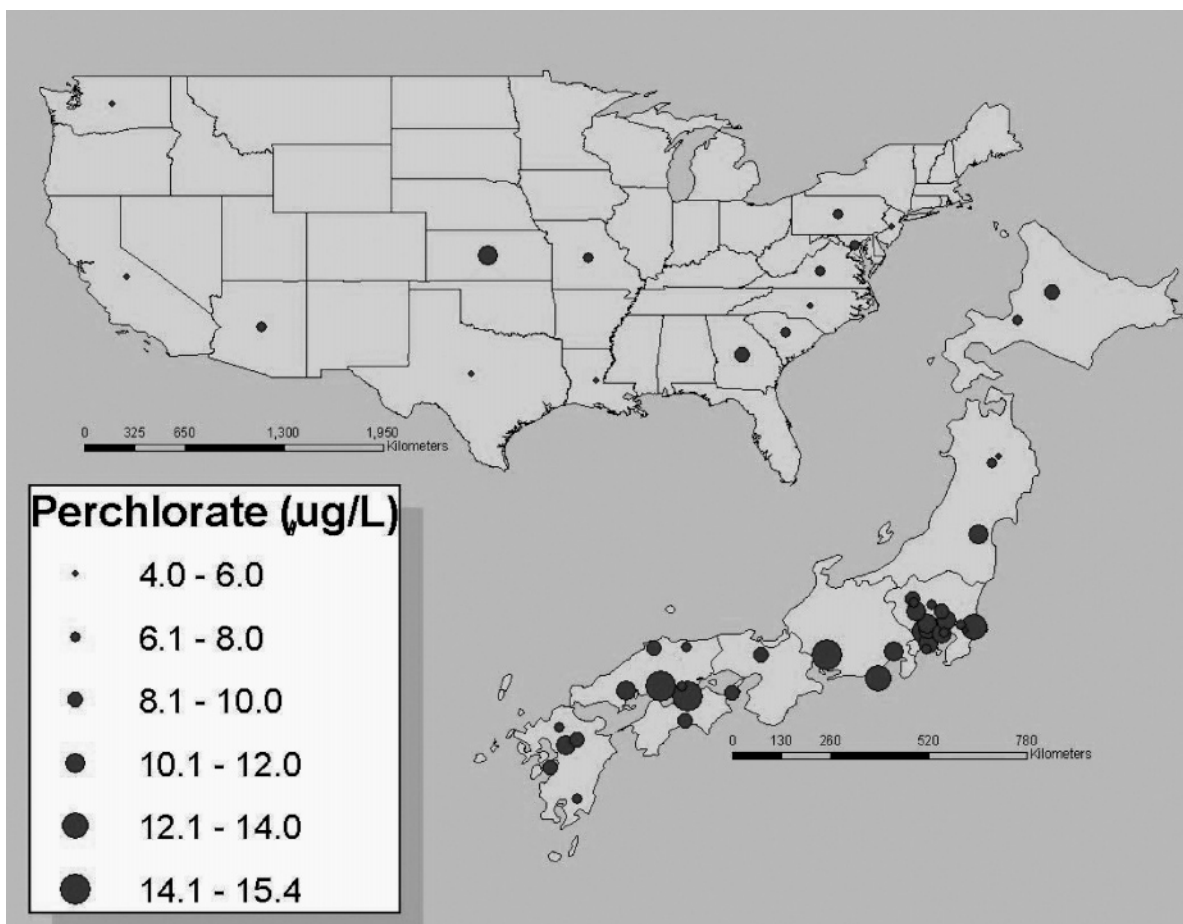 0 325 650 1,300 1,950
Kilometers
Perchlorate (ug/L)
4.0 - 6.0
6.1 - 8.0
8.1 - 10.0
10.1 - 12.0
12.1 - 14.0
14.1 - 15.4
0 130 260 520 780
Kilometers